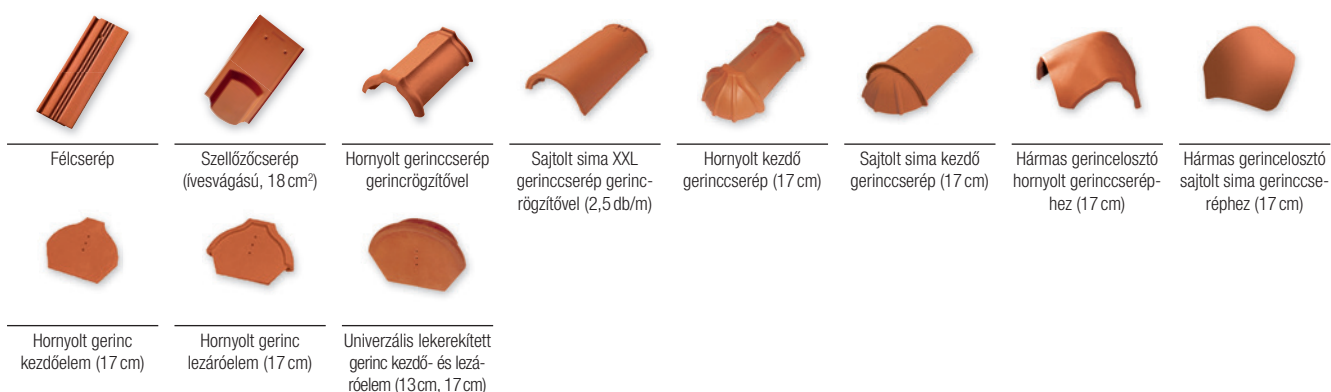 Félcserép
Szellőzőcserép
(ívesvágású, 18 cm²)
Hornyolt gerinccserép
gerincrögzítővel
Sajtolt sima XXL
gerinccserép gerinc-
rögzítővel (2,5 db/m)
Hornyolt kezdő
gerinccserép (17 cm)
Sajtolt sima kezdő
gerinccserép (17 cm)
Hármas gerincelosztó
hornyolt gerinccserép-
hez (17 cm)
Hármas gerincelosztó
sajtolt sima gerinccse-
réphez (17 cm)
Hornyolt gerinc
kezdőelem (17 cm)
Hornyolt gerinc
lezáróelem (17 cm)
Univerzális lekerekített
gerinc kezdő- és lezá-
róelem (13 cm, 17 cm)